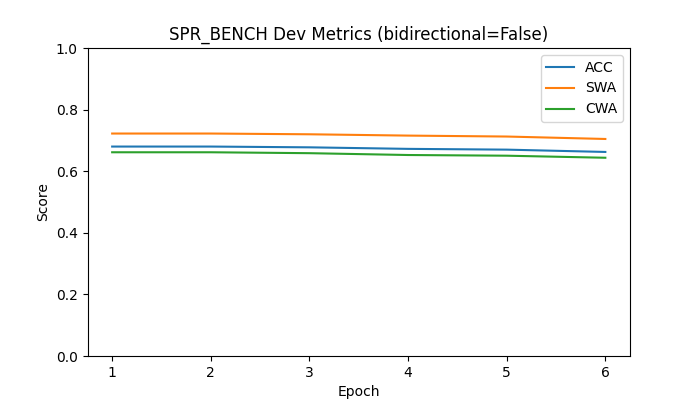 SPR_BENCH Dev Metrics (bidirectional=False)
ACC
SWA
CWA
1.0
0.8
0.6
0.4
0.2
0.0
Score
1 2 3 4 5 6
Epoch